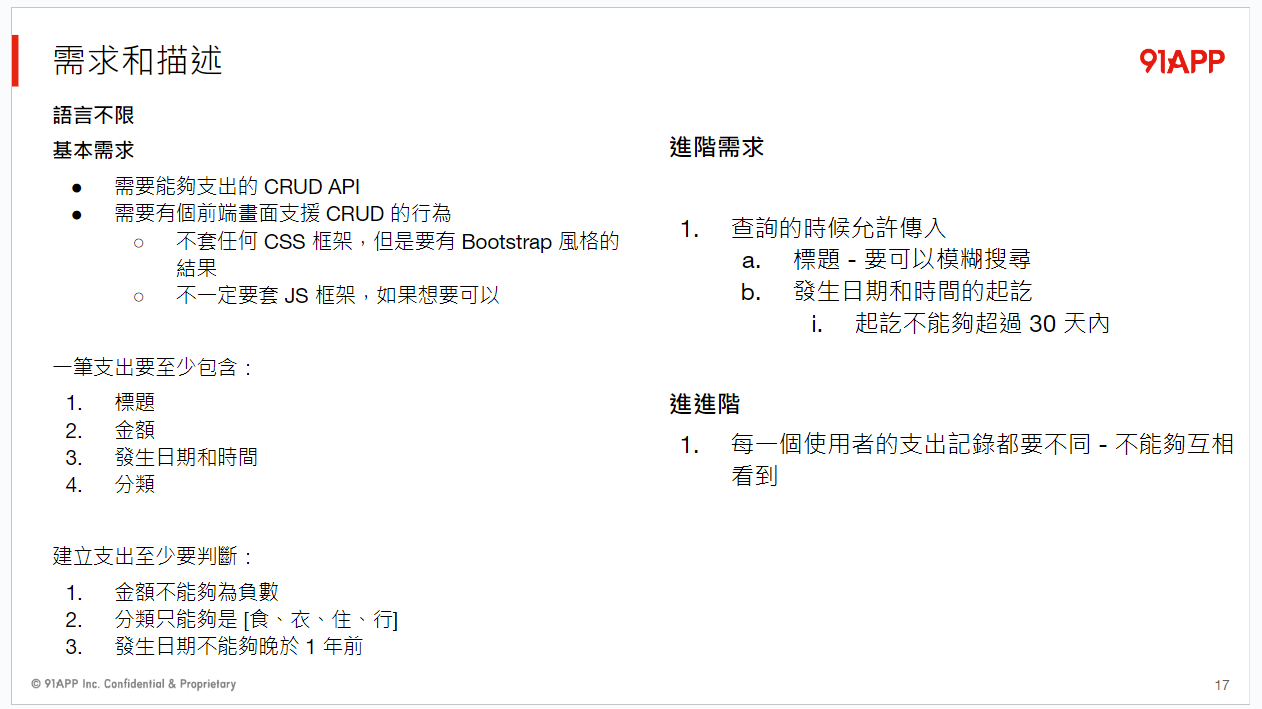 需求和描述
91APP
語言不限
基本需求
● 需要能夠支出的 CRUD API
● 需要有個前端畫面支援 CRUD 的行為
○ 不套任何 CSS 框架，但是要有 Bootstrap 風格的
結果
○ 不一定要套 JS 框架，如果想要可以
一筆支出要至少包含：
1. 標題
2. 金額
3. 發生日期和時間
4. 分類
建立支出至少要判斷：
1. 金額不能夠為負數
2. 分類只能夠是 [食、衣、住、行]
3. 發生日期不能夠晚於 1 年前
進階需求
1. 查詢的時候允許傳入
a. 標題 - 要可以模糊搜尋
b. 發生日期和時間的起訖
i. 起訖不能夠超過 30 天內
進進階
1. 每一個使用者的支出記錄都要不同 - 不能夠互相
看到
© 91APP Inc. Confidential & Proprietary
17